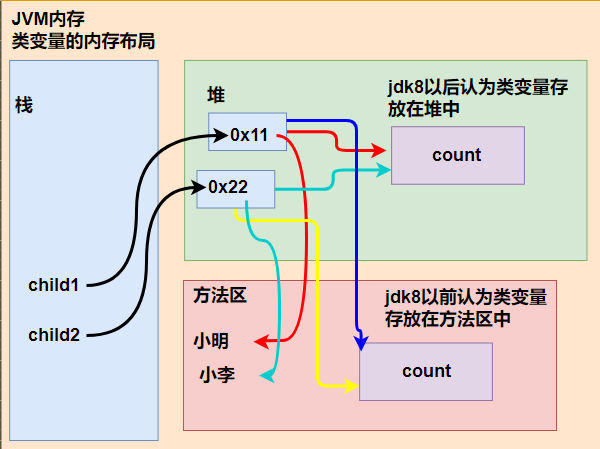 JVM内存
类变量的内存布局
栈
堆
jdk8以后认为类变量存
放在堆中
0x11
count
0x22
child1
child2
方法区
jdk8以前认为类变量
存放在方法区中
小明
小李
count